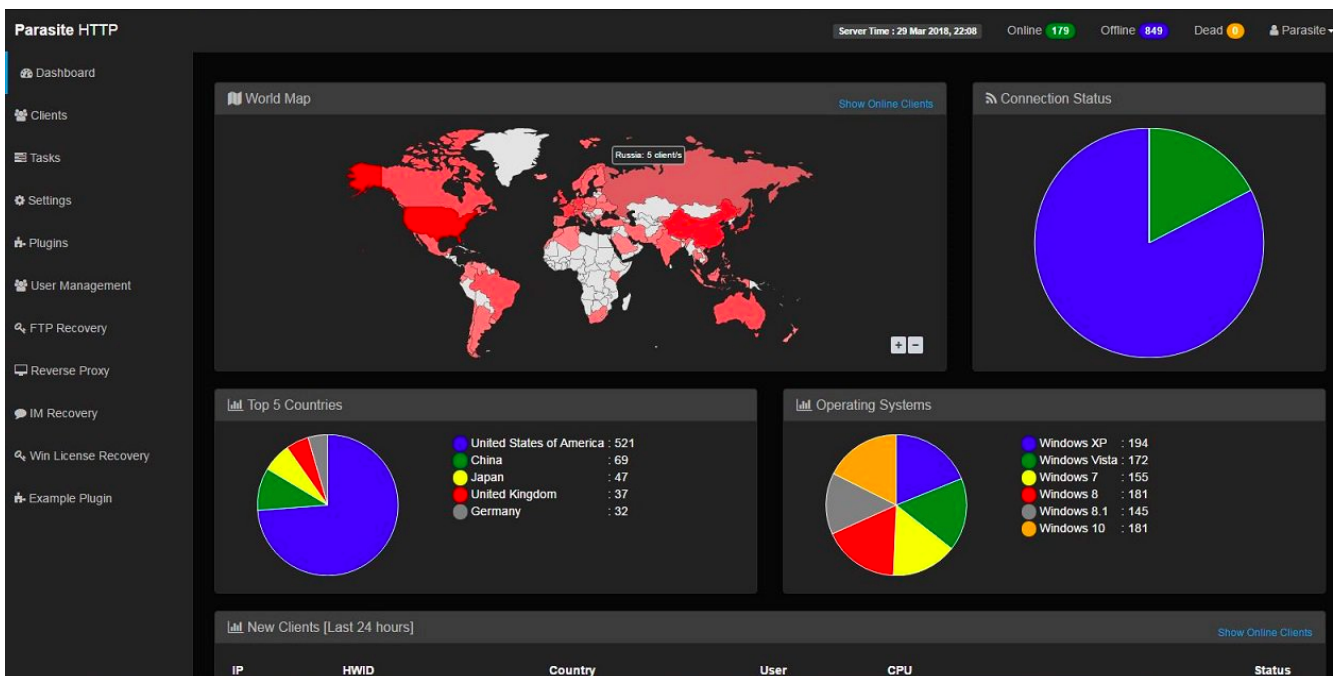 Parasite HTTP
Server Time : 29 Mar 2018, 22:08 Online 179 Offline 849 Dead 0 Parasite
Dashboard
Clients
Tasks
Settings
Plugins
User Management
FTP Recovery
Reverse Proxy
IM Recovery
Win License Recovery
Example Plugin
World Map Show Online Clients
Russia: 5 client/s
+ −
Connection Status
Top 5 Countries
United States of America : 521
China : 69
Japan : 47
United Kingdom : 37
Germany : 32
Operating Systems
Windows XP : 194
Windows Vista : 172
Windows 7 : 155
Windows 8 : 181
Windows 8.1 : 145
Windows 10 : 181
New Clients [Last 24 hours] Show Online Clients
IP HWID Country User CPU Status